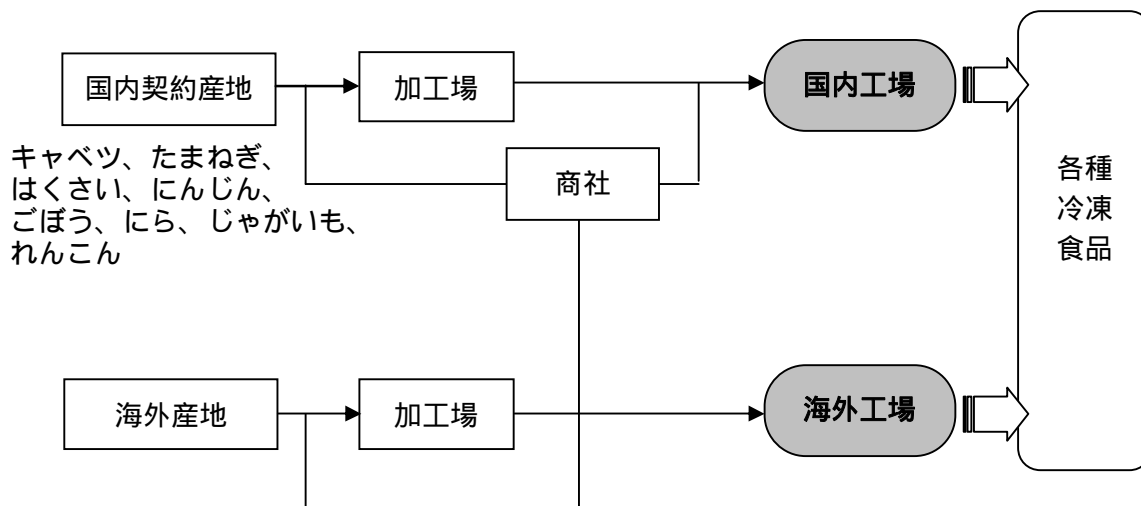 国内契約産地
加工場
国内工場
キャベツ、たまねぎ、
はくさい、にんじん、
ごぼう、にら、じゃがいも、
れんこん
商社
各種
冷凍
食品
海外産地
加工場
海外工場